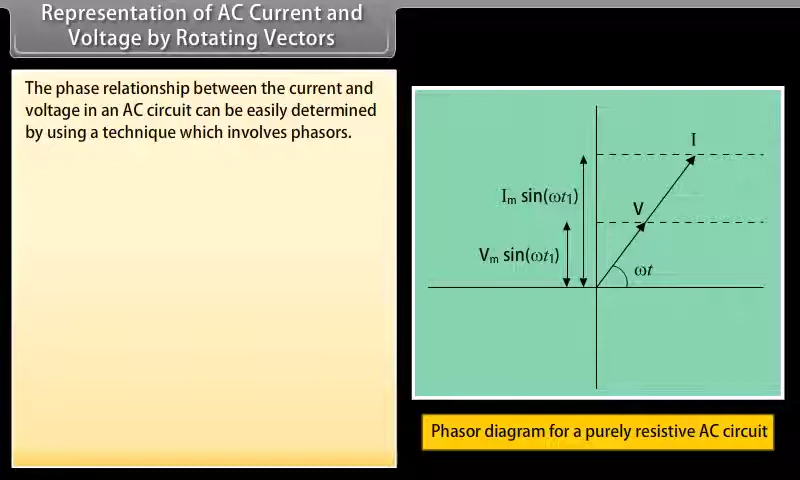 Representation of AC Current and
Voltage by Rotating Vectors
The phase relationship between the current and
voltage in an AC circuit can be easily determined
by using a technique which involves phasors.
I
Iₘ sin(ωt₁)
V
Vₘ sin(ωt₁)
ωt
Phasor diagram for a purely resistive AC circuit